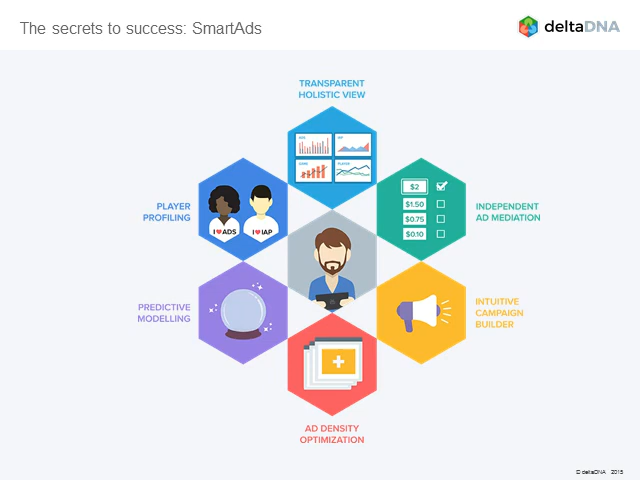 The secrets to success: SmartAds
deltaDNA
TRANSPARENT
HOLISTIC VIEW
$2
$1.50
$0.75
$0.10
INDEPENDENT
AD MEDIATION
PLAYER
PROFILING
I ♥ ADS
I ♥ IAP
PREDICTIVE
MODELLING
INTUITIVE
CAMPAIGN
BUILDER
AD DENSITY
OPTIMIZATION
© deltaDNA 2015